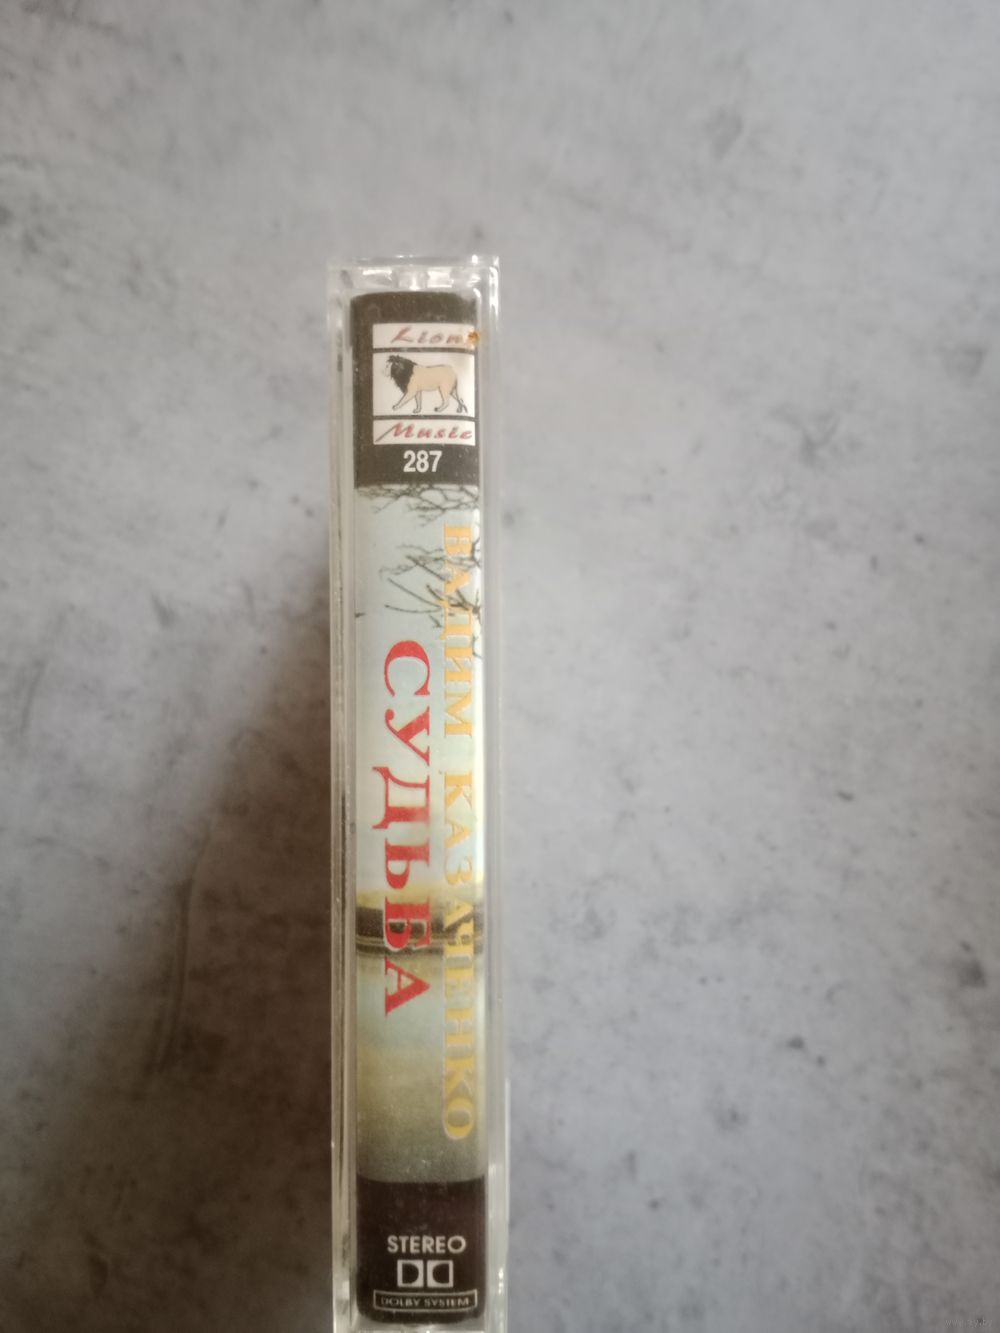 Lion
Music
287
ВАДИМ КАЗАЧЕНКО
СУДЬБА
STEREO
DOLBY SYSTEM